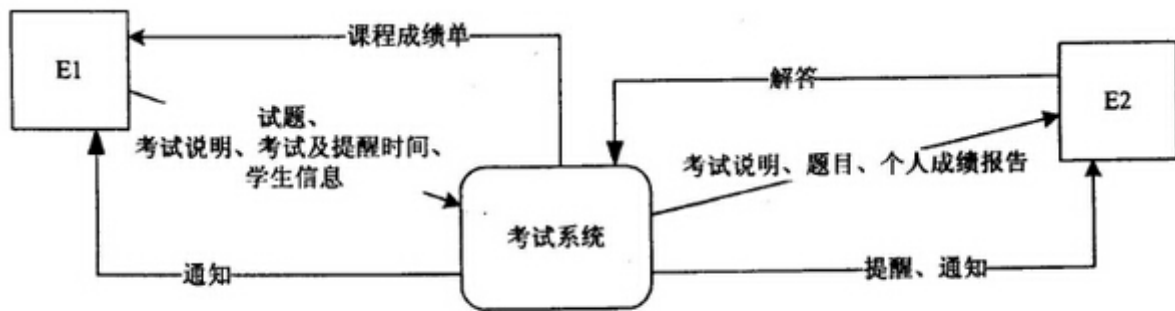 课程成绩单
E1
解答
E2
试题、
考试说明、考试及提醒时间、
学生信息
考试说明、题目、个人成绩报告
考试系统
通知
提醒、通知